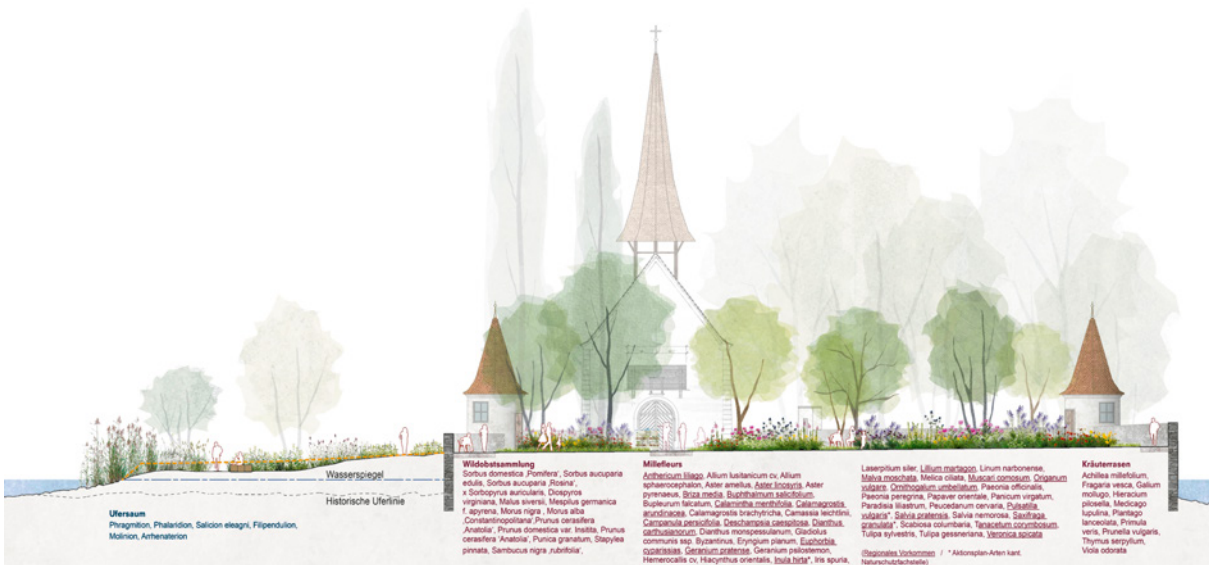 Wasserspiegel
Historische Uferlinie
Ufersaum
Phragmition, Phalaridion, Salicion eleagni, Filipendulion,
Molinion, Arrhenaterion
Wildobstsammlung
Sorbus domestica ‚Pomifera', Sorbus aucuparia
edulis, Sorbus aucuparia ‚Rosina',
x Sorbopyrus auricularis, Diospyros
virginiana, Malus siversii, Mespilus germanica
f. apyrena, Morus nigra , Morus alba
‚Constantinopolitana',Prunus cerasifera
‚Anatolia', Prunus domestica var. Insititia, Prunus
cerasifera 'Anatolia', Punica granatum, Stapylea
pinnata, Sambucus nigra ‚rubrifolia',
Millefleurs
Anthericum liliago, Allium lusitanicum cv, Allium
sphaerocephalon, Aster amellus, Aster linosyris, Aster
pyrenaeus, Briza media, Buphthalmum salicifolium,
Bupleurum falcatum, Calamintha menthifolia, Calamagrostis
arundinacea, Calamagrostis brachytricha, Camassia leichtlinii,
Campanula persicifolia, Deschampsia caespitosa, Dianthus
carthusianorum, Dianthus monspessulanum, Gladiolus
communis ssp. Byzantinus, Eryngium planum, Euphorbia
cyparissias, Geranium pratense, Geranium psilostemon,
Hemerocallis cv, Hiacynthus orientalis, Inula hirta*, Iris spuria,
Laserpitium siler, Lillium martagon, Linum narbonense,
Malva moschata, Melica ciliata, Muscari comosum, Origanum
vulgare, Ornithogalum umbellatum, Paeonia officinalis,
Paeonia peregrina, Papaver orientale, Panicum virgatum,
Paradisia liliastrum, Peucedanum cervaria, Pulsatilla
vulgaris*, Salvia pratensis, Salvia nemorosa, Saxifraga
granulata*, Scabiosa columbaria, Tanacetum corymbosum,
Tulipa sylvestris, Tulipa gessneriana, Veronica spicata
(Regionales Vorkommen / * Aktionsplan-Arten kant.
Naturschutzfachstelle)
Kräuterrasen
Achillea millefolium,
Fragaria vesca, Galium
mollugo, Hieracium
pilosella, Medicago
lupulina, Plantago
lanceolata, Primula
veris, Prunella vulgaris,
Thymus serpyllum,
Viola odorata